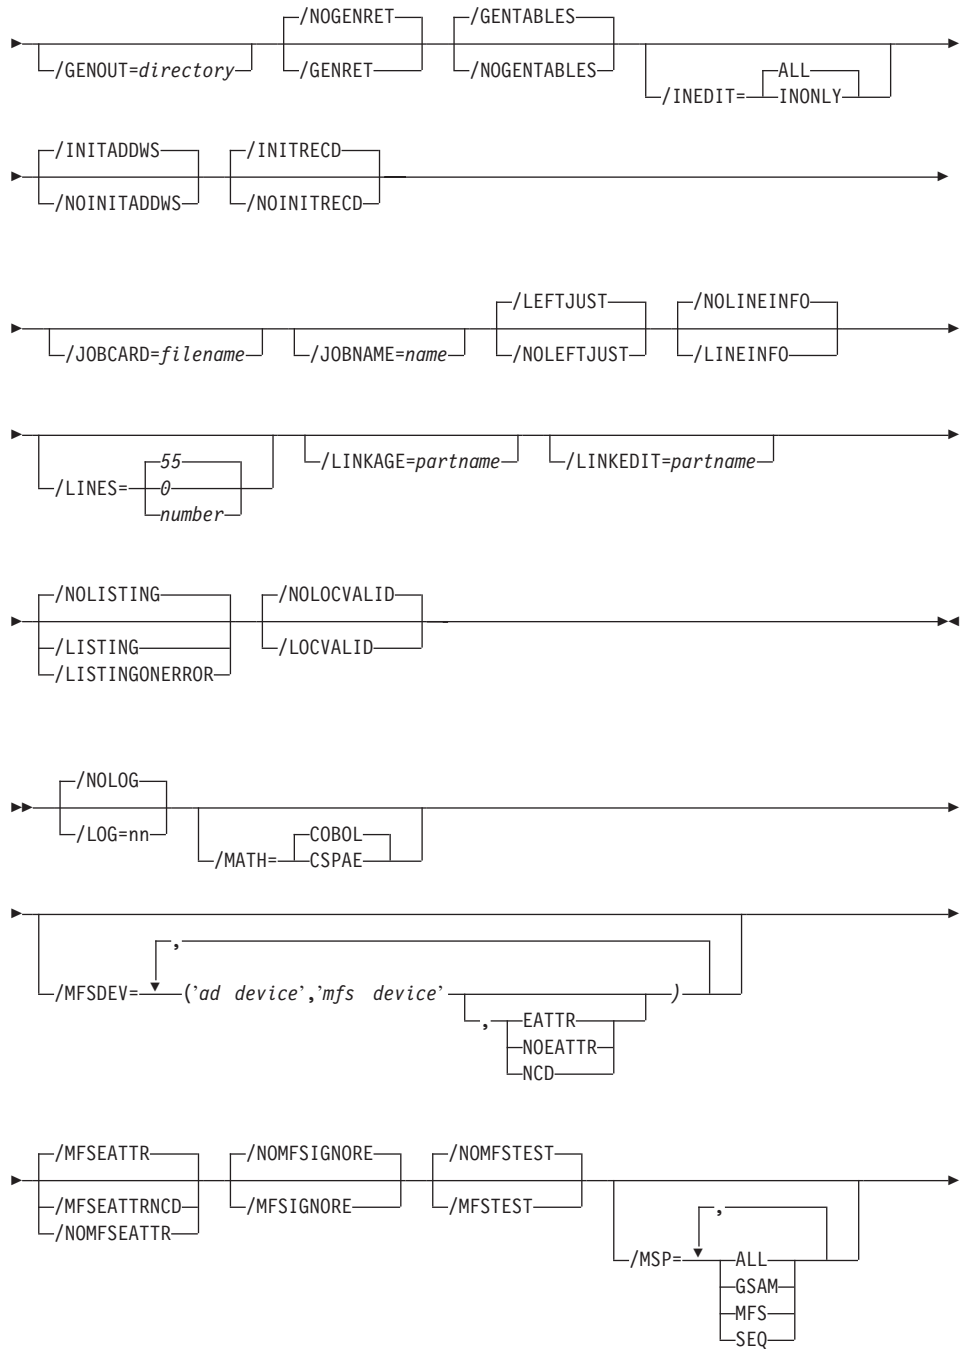 /NOGENRET /GENTABLES
/GENOUT=directory /GENRET /NOGENTABLES ALL
/INEDIT= INONLY
/INITADDWS /INITRECD
/NOINITADDWS /NOINITRECD
/LEFTJUST /NOLINEINFO
/JOBCARD=filename /JOBNAME=name /NOLEFTJUST /LINEINFO
55 /LINKAGE=partname /LINKEDIT=partname
/LINES= 0
number
/NOLISTING /NOLOCVALID
/LISTING /LOCVALID
/LISTINGONERROR
/NOLOG
/LOG=nn COBOL
/MATH= CSPAE
,
/MFSDEV= ('ad device','mfs device' )
, EATTR
NOEATTR
NCD
/MFSEATTR /NOMFSIGNORE /NOMFSTEST
/MFSEATTRNCD /MFSIGNORE /MFSTEST ,
/NOMFSEATTR
/MSP= ALL
GSAM
MFS
SEQ